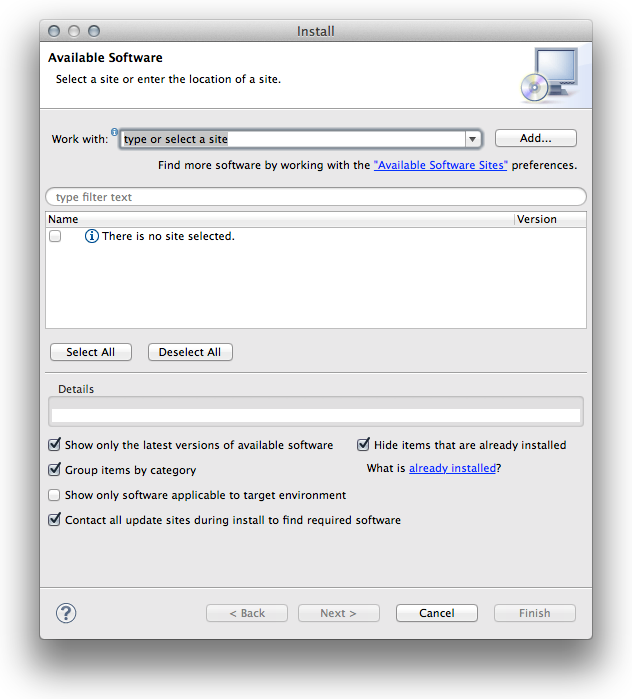 Install
Available Software
Select a site or enter the location of a site.
Work with: type or select a site Add...
Find more software by working with the "Available Software Sites" preferences.
type filter text
Name Version
There is no site selected.
Select All Deselect All
Details
Show only the latest versions of available software Hide items that are already installed
Group items by category What is already installed?
Show only software applicable to target environment
Contact all update sites during install to find required software
? < Back Next > Cancel Finish